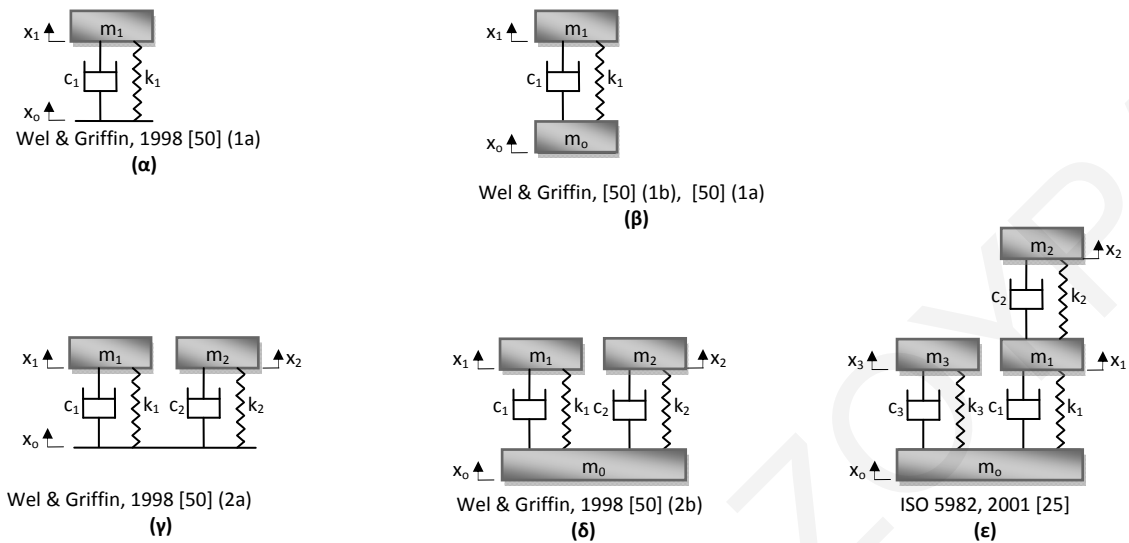 m₁
x₁
c₁
k₁
xₒ
Wel & Griffin, 1998 [50] (1a)
(α)
m₁
x₁
c₁
k₁
xₒ
mₒ
Wel & Griffin, [50] (1b), [50] (1a)
(β)
m₁
m₂
x₁
x₂
c₁
k₁
c₂
k₂
xₒ
Wel & Griffin, 1998 [50] (2a)
(γ)
m₁
m₂
x₁
x₂
c₁
k₁
c₂
k₂
xₒ
m₀
Wel & Griffin, 1998 [50] (2b)
(δ)
m₂
x₂
c₂
k₂
x₃
m₃
m₁
x₁
c₃
k₃
c₁
k₁
xₒ
mₒ
ISO 5982, 2001 [25]
(ε)